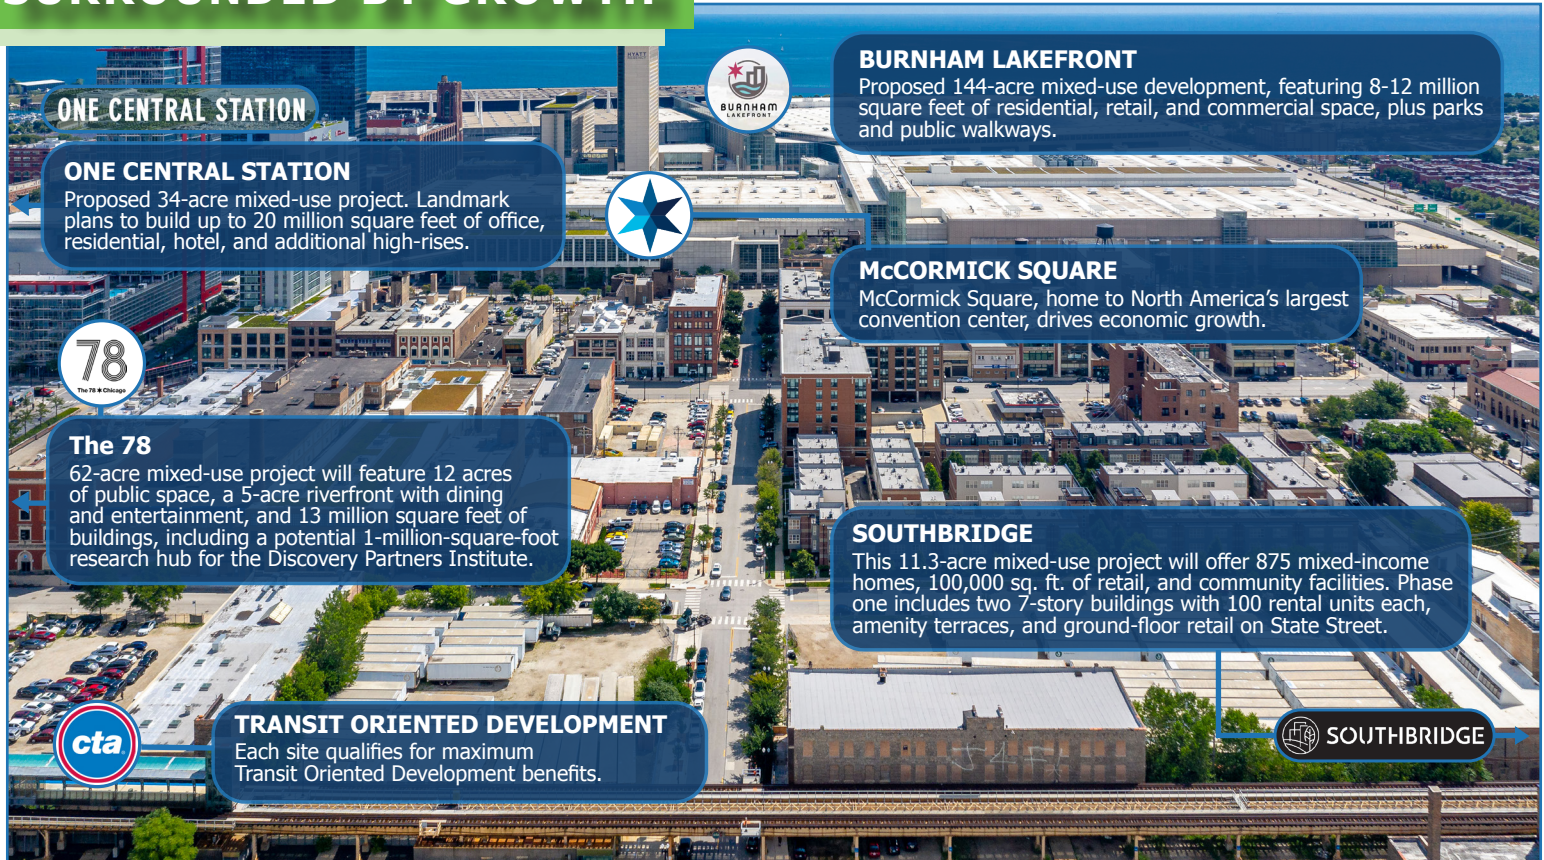 SURROUNDED BY GROWTH
HYATT
BURNHAM
LAKEFRONT
BURNHAM LAKEFRONT
Proposed 144-acre mixed-use development, featuring 8-12 million
square feet of residential, retail, and commercial space, plus parks
and public walkways.
ONE CENTRAL STATION
ONE CENTRAL STATION
Proposed 34-acre mixed-use project. Landmark
plans to build up to 20 million square feet of office,
residential, hotel, and additional high-rises.
McCORMICK SQUARE
McCormick Square, home to North America’s largest
convention center, drives economic growth.
78
The 78 Chicago
The 78
62-acre mixed-use project will feature 12 acres
of public space, a 5-acre riverfront with dining
and entertainment, and 13 million square feet of
buildings, including a potential 1-million-square-foot
research hub for the Discovery Partners Institute.
SOUTHBRIDGE
This 11.3-acre mixed-use project will offer 875 mixed-income
homes, 100,000 sq. ft. of retail, and community facilities. Phase
one includes two 7-story buildings with 100 rental units each,
amenity terraces, and ground-floor retail on State Street.
SOUTHBRIDGE
cta
TRANSIT ORIENTED DEVELOPMENT
Each site qualifies for maximum
Transit Oriented Development benefits.